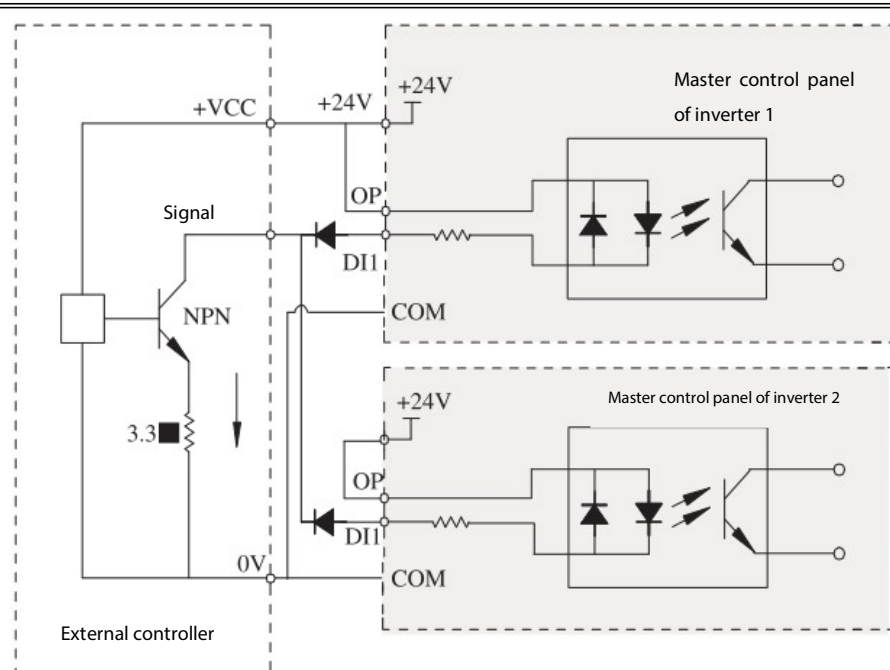 +24V
Master control panel
of inverter 1
+VCC
+24V
OP
Signal
DI1
NPN
COM
Master control panel of inverter 2
+24V
3.3
OP
DI1
0V
COM
External controller